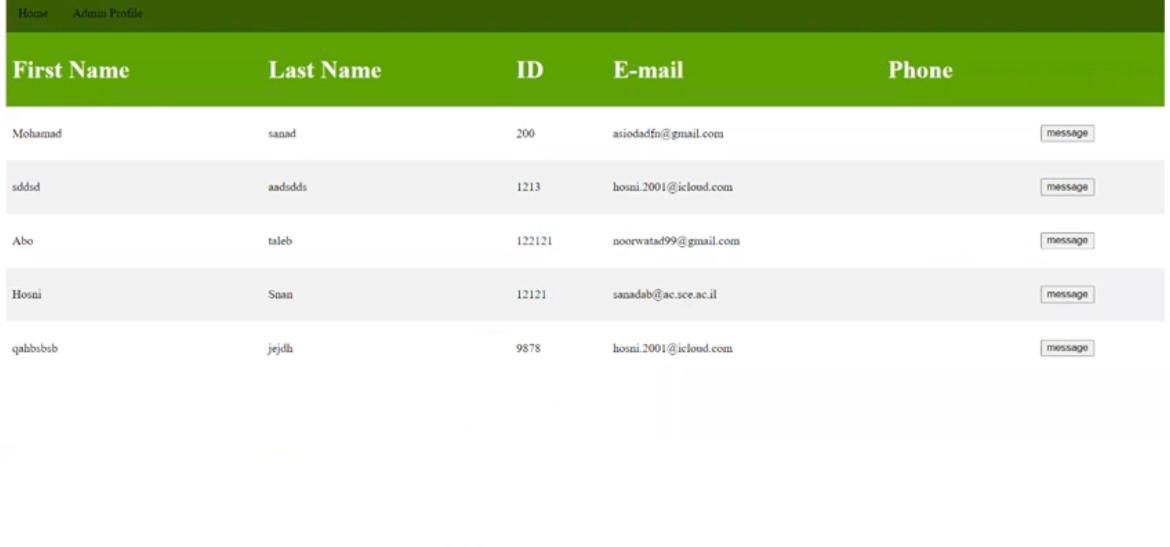 Home Admin Profile
First Name Last Name ID E-mail Phone
Mohamad sanad 200 asiodadfn@gmail.com message
sddsd aadsdds 1213 hosni.2001@icloud.com message
Abo taleb 122121 noorwatad99@gmail.com message
Hosni Snan 12121 sanadab@ac.sce.ac.il message
qahbsbsb jejdh 9878 hosni.2001@icloud.com message